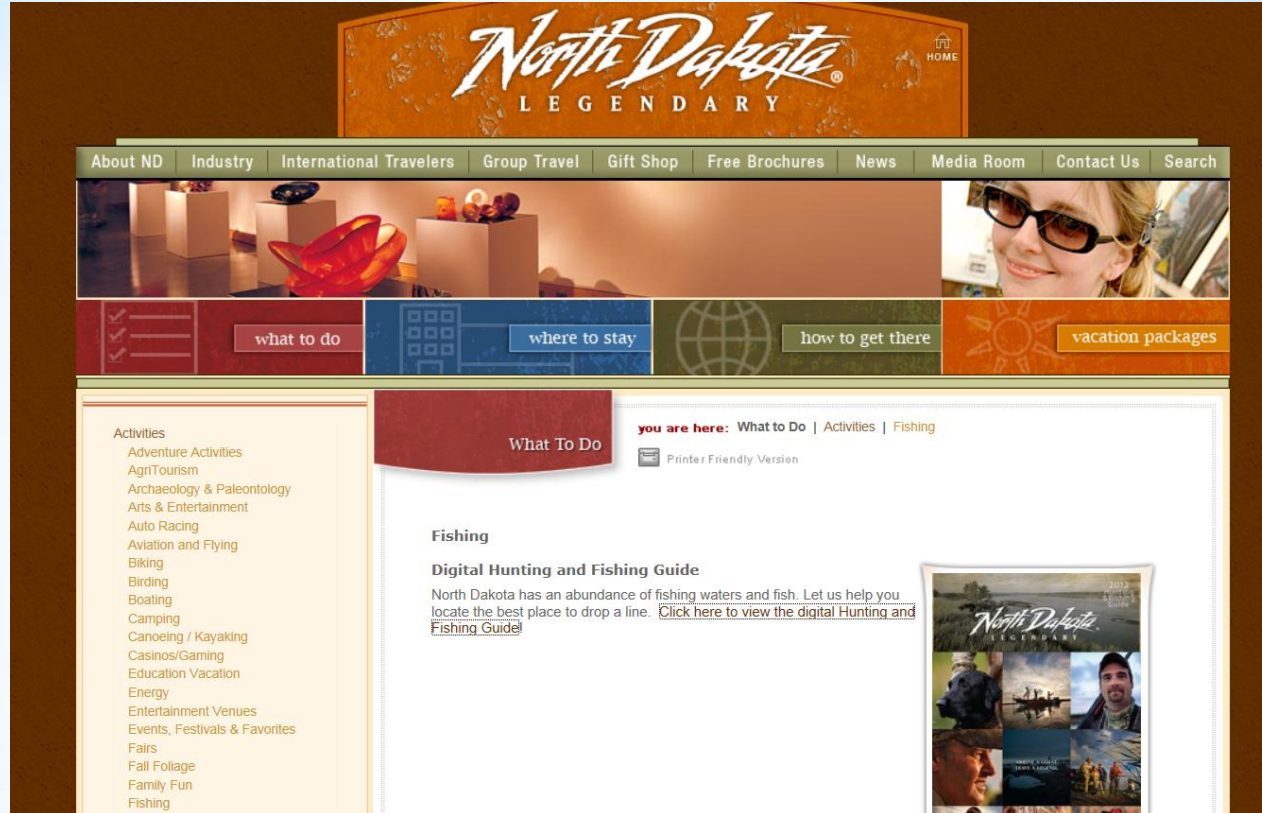 North Dakota®
LEGENDARY
HOME
About ND
Industry
International Travelers
Group Travel
Gift Shop
Free Brochures
News
Media Room
Contact Us
Search
what to do
where to stay
how to get there
vacation packages
Activities
Adventure Activities
AgriTourism
Archaeology & Paleontology
Arts & Entertainment
Auto Racing
Aviation and Flying
Biking
Birding
Boating
Camping
Canoeing / Kayaking
Casinos/Gaming
Education Vacation
Energy
Entertainment Venues
Events, Festivals & Favorites
Fairs
Fall Foliage
Family Fun
Fishing
What To Do
you are here: What to Do | Activities | Fishing
Printer Friendly Version
Fishing
Digital Hunting and Fishing Guide
North Dakota has an abundance of fishing waters and fish. Let us help you
locate the best place to drop a line. Click here to view the digital Hunting and
Fishing Guide!
2012
Guide
North Dakota
LEGENDARY